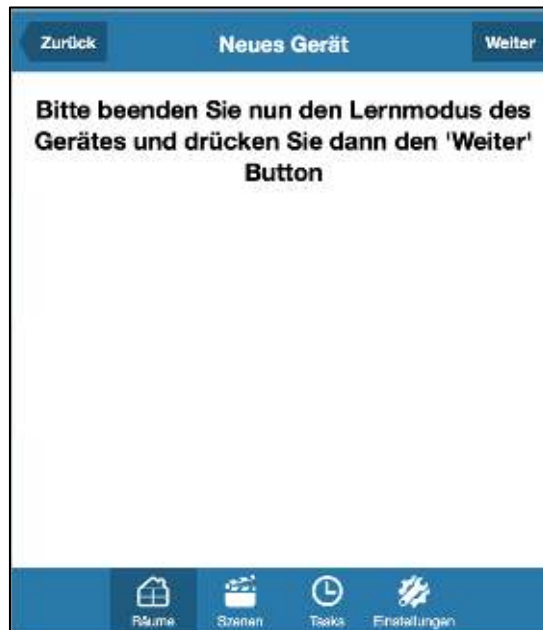 Zurück Neues Gerät Weiter
Bitte beenden Sie nun den Lernmodus des
Gerätes und drücken Sie dann den 'Weiter'
Button
Räume Szenen Tasks Einstellungen